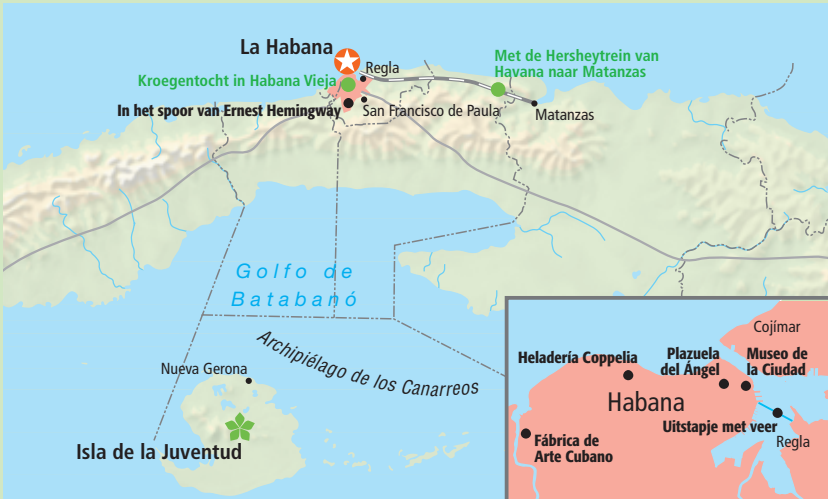 La Habana
Regla
Kroegentocht in Habana Vieja
In het spoor van Ernest Hemingway
San Francisco de Paula
Met de Hersheytrein van
Havana naar Matanzas
Matanzas
Golfo de
Batabanó
Archipiélago de los Canarreos
Nueva Gerona
Isla de la Juventud
Cojímar
Heladería Coppelia
Plazuela
del Ángel
Museo de
la Ciudad
Habana
Uitstapje met veer
Regla
Fábrica de
Arte Cubano